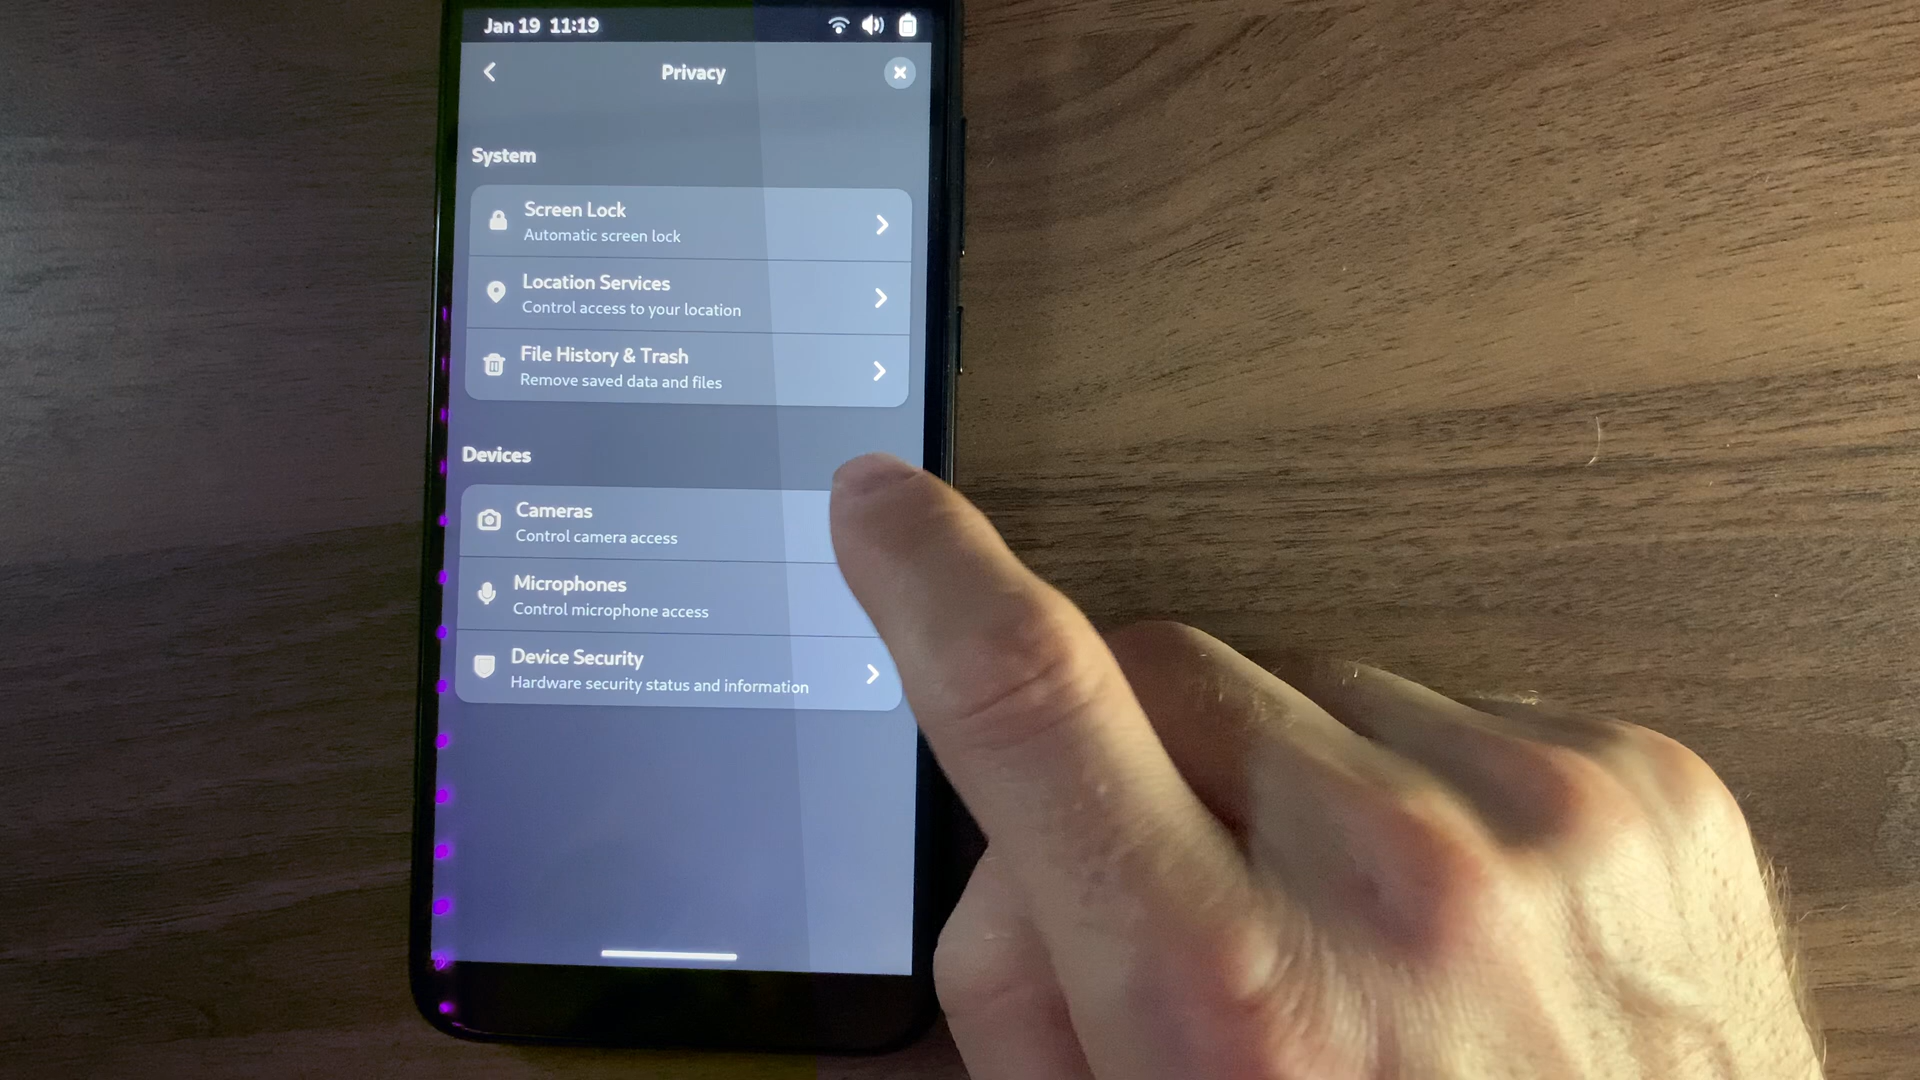 Jan 19 11:19
Privacy
System
Screen Lock
Automatic screen lock
Location Services
Control access to your location
File History & Trash
Remove saved data and files
Devices
Cameras
Control camera access
Microphones
Control microphone access
Device Security
Hardware security status and information